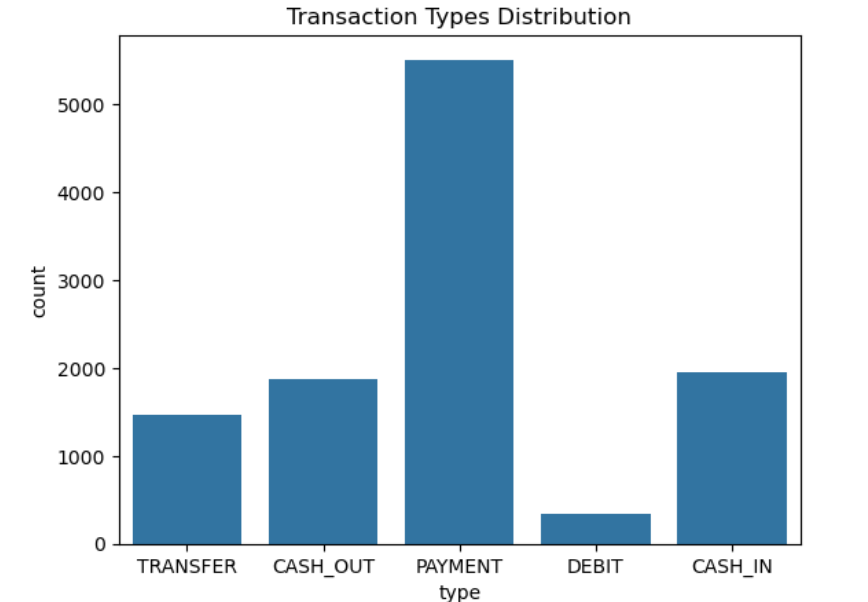 Transaction Types Distribution
5000
4000
3000
2000
1000
0
count
TRANSFER CASH_OUT PAYMENT DEBIT CASH_IN
type